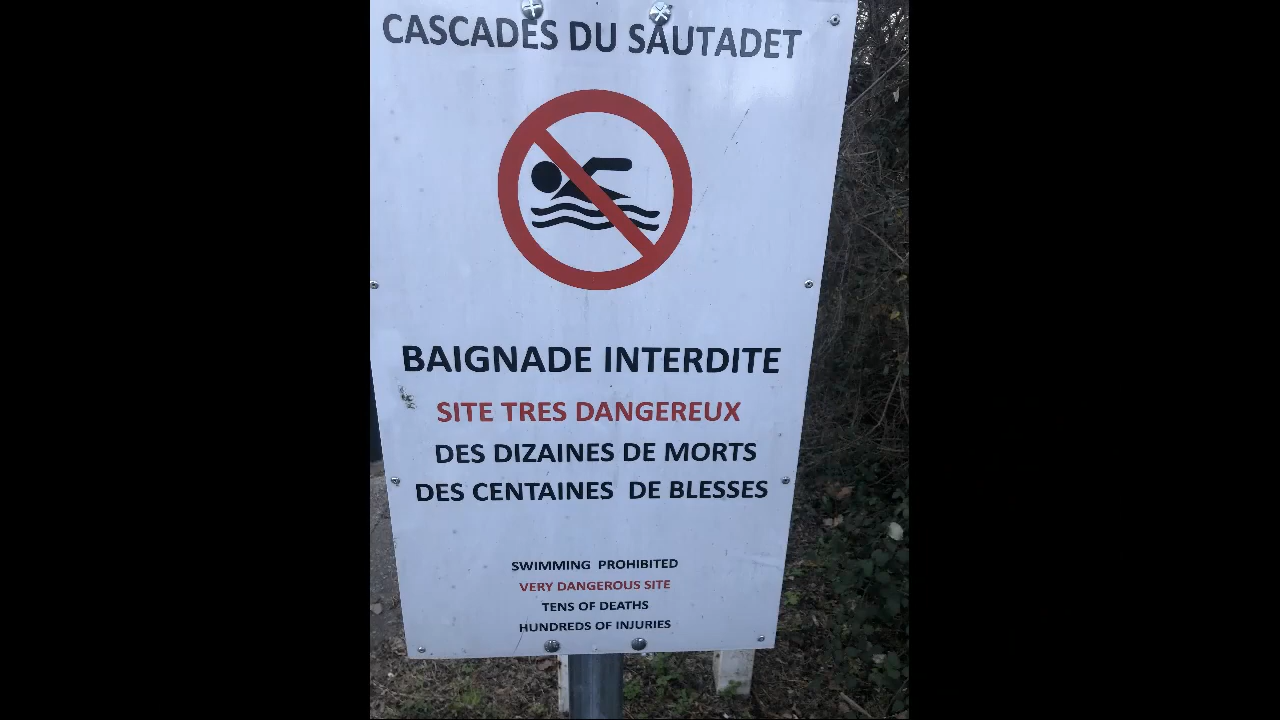 CASCADES DU SAUTADET
BAIGNADE INTERDITE
SITE TRES DANGEREUX
DES DIZAINES DE MORTS
DES CENTAINES DE BLESSES
SWIMMING PROHIBITED
VERY DANGEROUS SITE
TENS OF DEATHS
HUNDREDS OF INJURIES